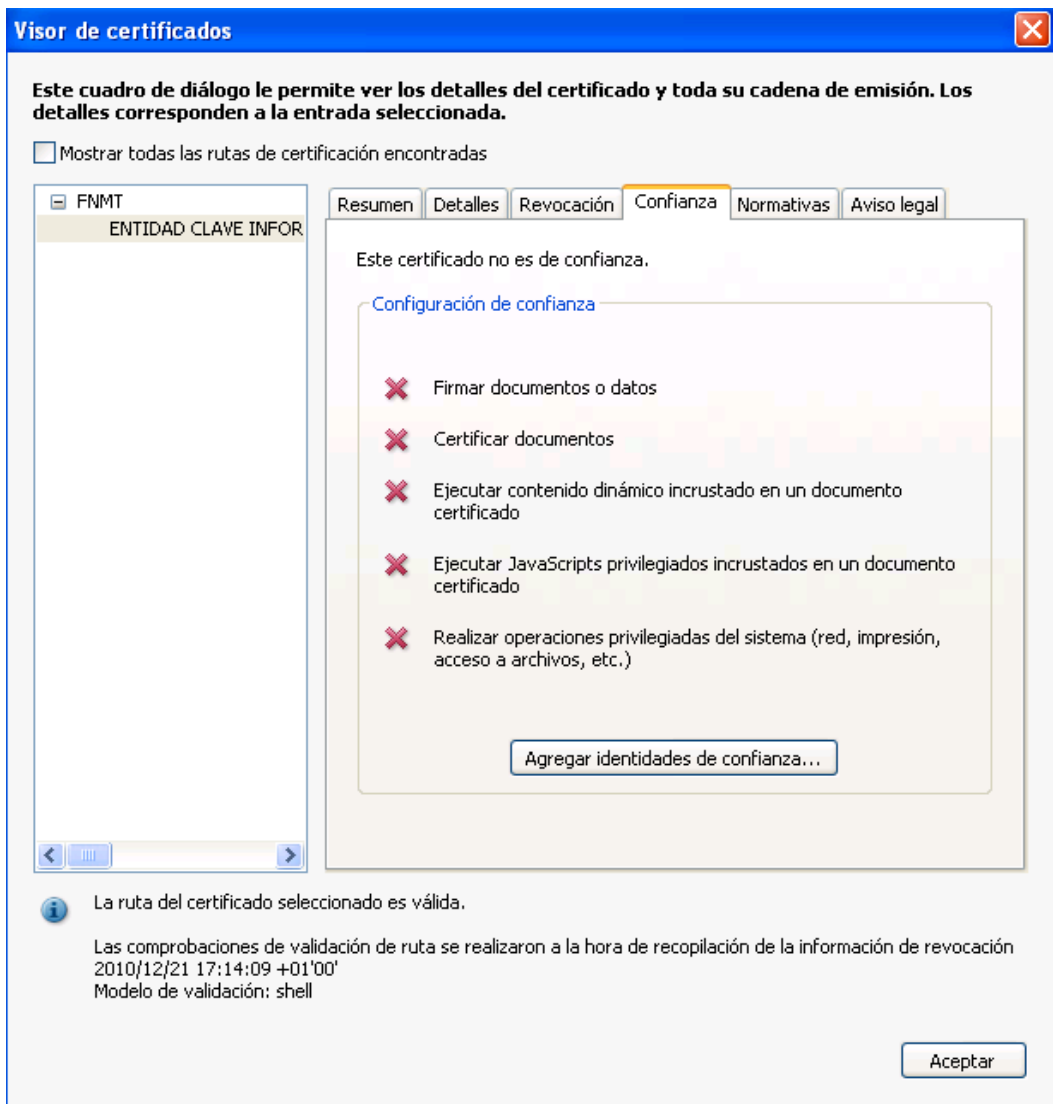 Visor de certificados
Este cuadro de diálogo le permite ver los detalles del certificado y toda su cadena de emisión. Los
detalles corresponden a la entrada seleccionada.
Mostrar todas las rutas de certificación encontradas
FNMT
ENTIDAD CLAVE INFOR
Resumen Detalles Revocación Confianza Normativas Aviso legal
Este certificado no es de confianza.
Configuración de confianza
Firmar documentos o datos
Certificar documentos
Ejecutar contenido dinámico incrustado en un documento
certificado
Ejecutar JavaScripts privilegiados incrustados en un documento
certificado
Realizar operaciones privilegiadas del sistema (red, impresión,
acceso a archivos, etc.)
Agregar identidades de confianza...
La ruta del certificado seleccionado es válida.
Las comprobaciones de validación de ruta se realizaron a la hora de recopilación de la información de revocación
2010/12/21 17:14:09 +01'00'
Modelo de validación: shell
Aceptar